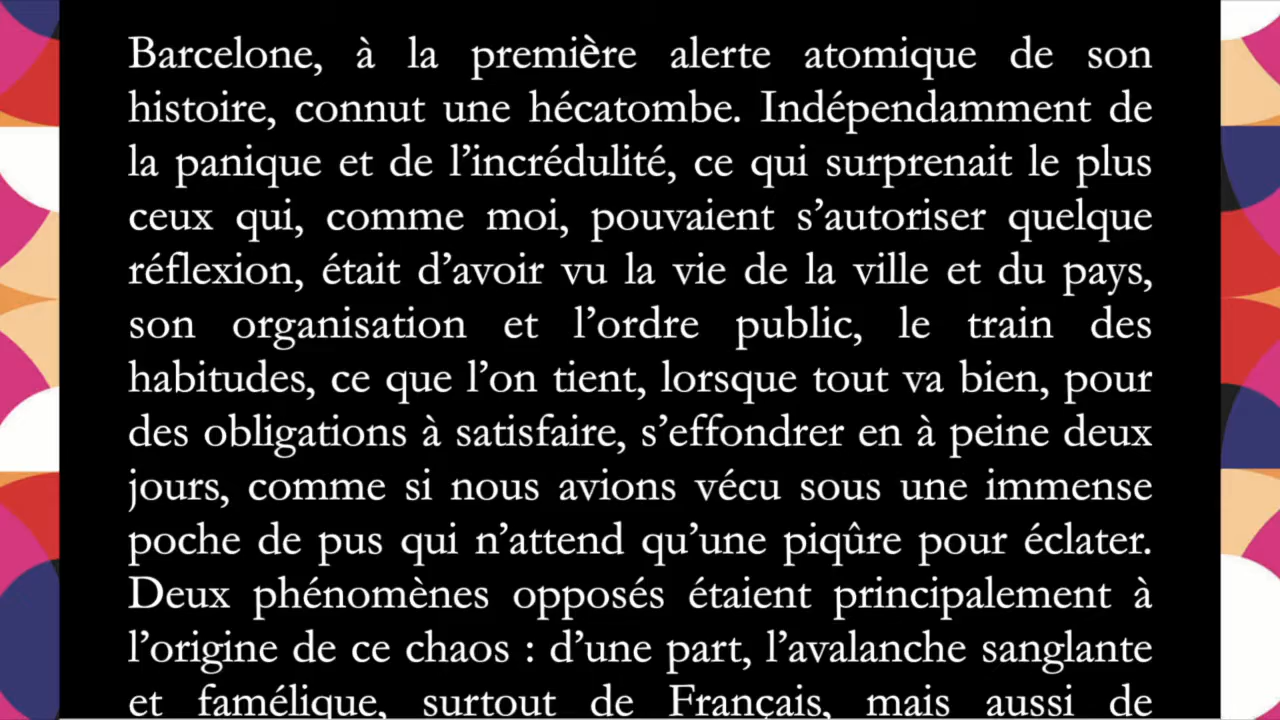 Barcelone, à la première alerte atomique de son
histoire, connut une hécatombe. Indépendamment de
la panique et de l’incrédulité, ce qui surprenait le plus
ceux qui, comme moi, pouvaient s’autoriser quelque
réflexion, était d’avoir vu la vie de la ville et du pays,
son organisation et l’ordre public, le train des
habitudes, ce que l’on tient, lorsque tout va bien, pour
des obligations à satisfaire, s’effondrer en à peine deux
jours, comme si nous avions vécu sous une immense
poche de pus qui n’attend qu’une piqûre pour éclater.
Deux phénomènes opposés étaient principalement à
l’origine de ce chaos : d’une part, l’avalanche sanglante
et famélique, surtout de Français, mais aussi de